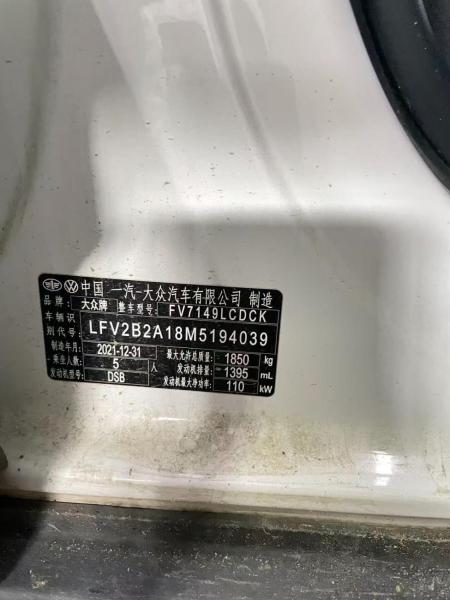 中国 一汽-大众汽车有限公司 制造
品牌: 大众牌 整车型号: FV7149LCDCK
车辆识别代号: LFV2B2A18M5194039
制造年月: 2021-12-31 最大允许总质量: 1850 kg
乘坐人数: 5 人 发动机排量: 1395 mL
发动机型号: DSB 发动机最大净功率: 110 kW